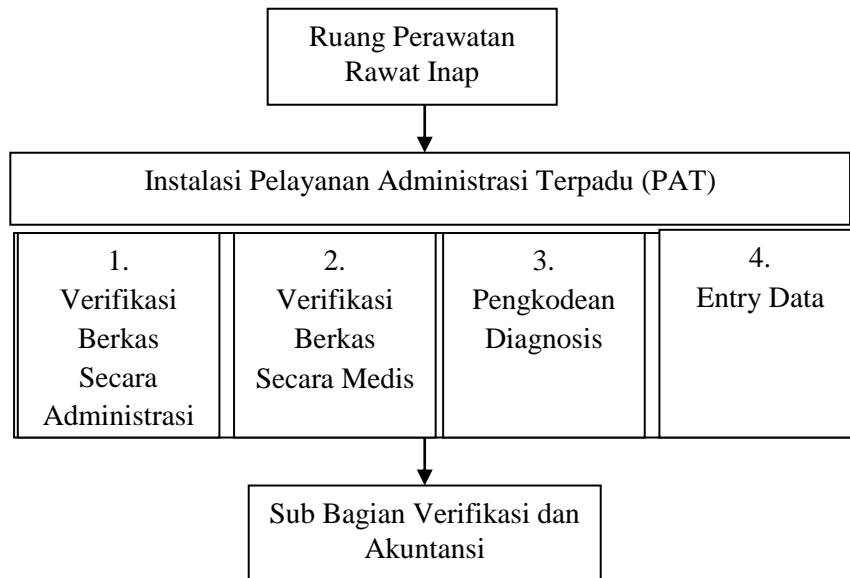 Ruang Perawatan
Rawat Inap
Instalasi Pelayanan Administrasi Terpadu (PAT)
1.
Verifikasi
Berkas
Secara
Administrasi
2.
Verifikasi
Berkas
Secara Medis
3.
Pengkodean
Diagnosis
4.
Entry Data
Sub Bagian Verifikasi dan
Akuntansi